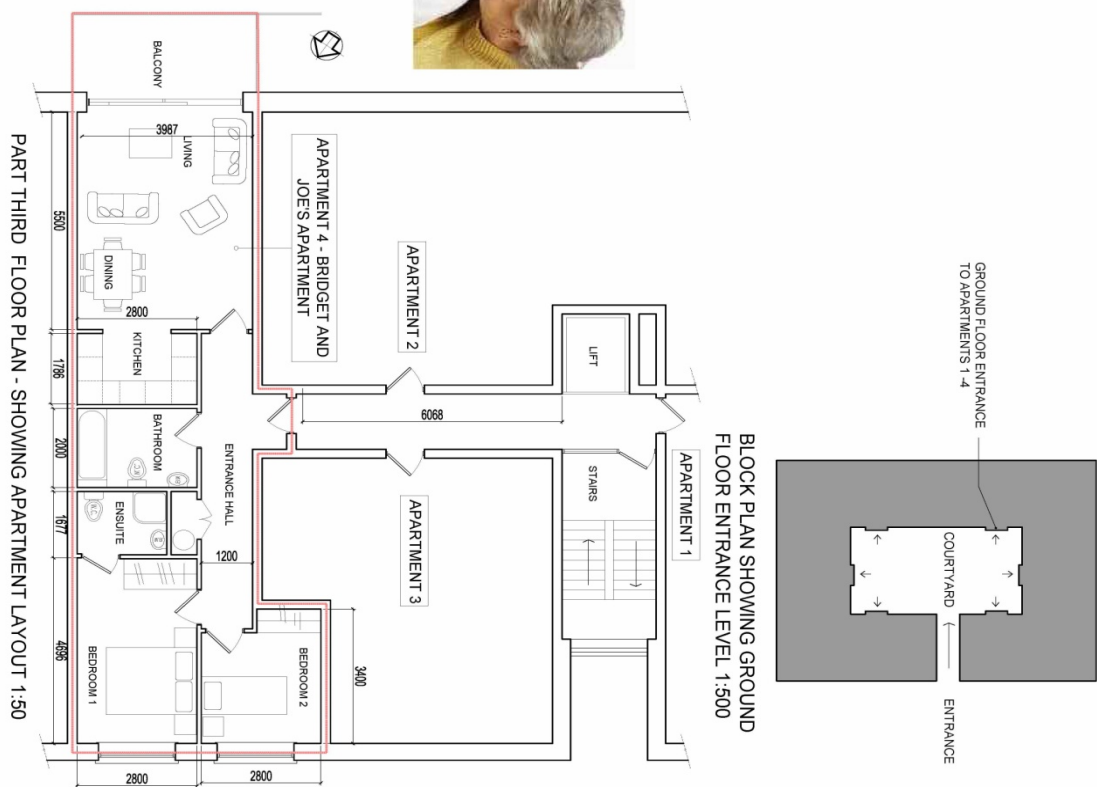 BALCONY
3987
LIVING
5500
DINING
2800
KITCHEN
1786
BATHROOM
2000
W.C
WB
ENTRANCE HALL
ENSUITE
1677
W.C
WB
1200
BEDROOM 1
4696
BEDROOM 2
3400
2800
2800
APARTMENT 4 - BRIDGET AND
JOE'S APARTMENT
APARTMENT 2
6068
APARTMENT 3
LIFT
STAIRS
APARTMENT 1
PART THIRD FLOOR PLAN - SHOWING APARTMENT LAYOUT 1:50
GROUND FLOOR ENTRANCE
TO APARTMENTS 1-4
COURTYARD
ENTRANCE
BLOCK PLAN SHOWING GROUND
FLOOR ENTRANCE LEVEL 1:500